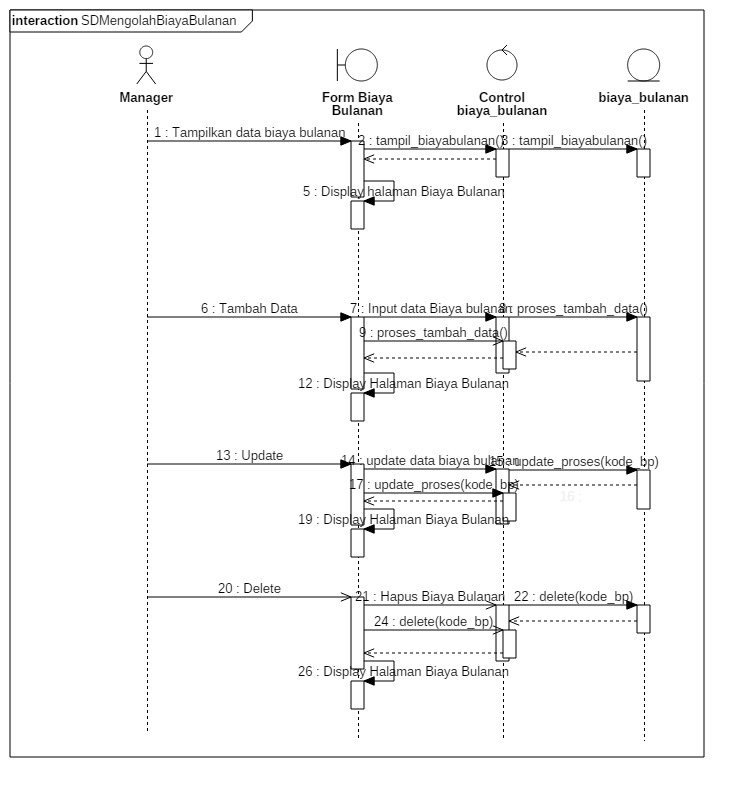 interaction SDMengolahBiayaBulanan
Manager
Form Biaya
Bulanan
Control
biaya_bulanan
biaya_bulanan
1 : Tampilkan data biaya bulanan
2 : tampil_biayabulanan()
3 : tampil_biayabulanan()
5 : Display halaman Biaya Bulanan
6 : Tambah Data
7 : Input data Biaya bulanan
8 : proses_tambah_data()
9 : proses_tambah_data()
12 : Display Halaman Biaya Bulanan
13 : Update
14 : update data biaya bulanan
15 : update_proses(kode_bp)
16 :
17 : update_proses(kode_bp)
19 : Display Halaman Biaya Bulanan
20 : Delete
21 : Hapus Biaya Bulanan
22 : delete(kode_bp)
24 : delete(kode_bp)
26 : Display Halaman Biaya Bulanan